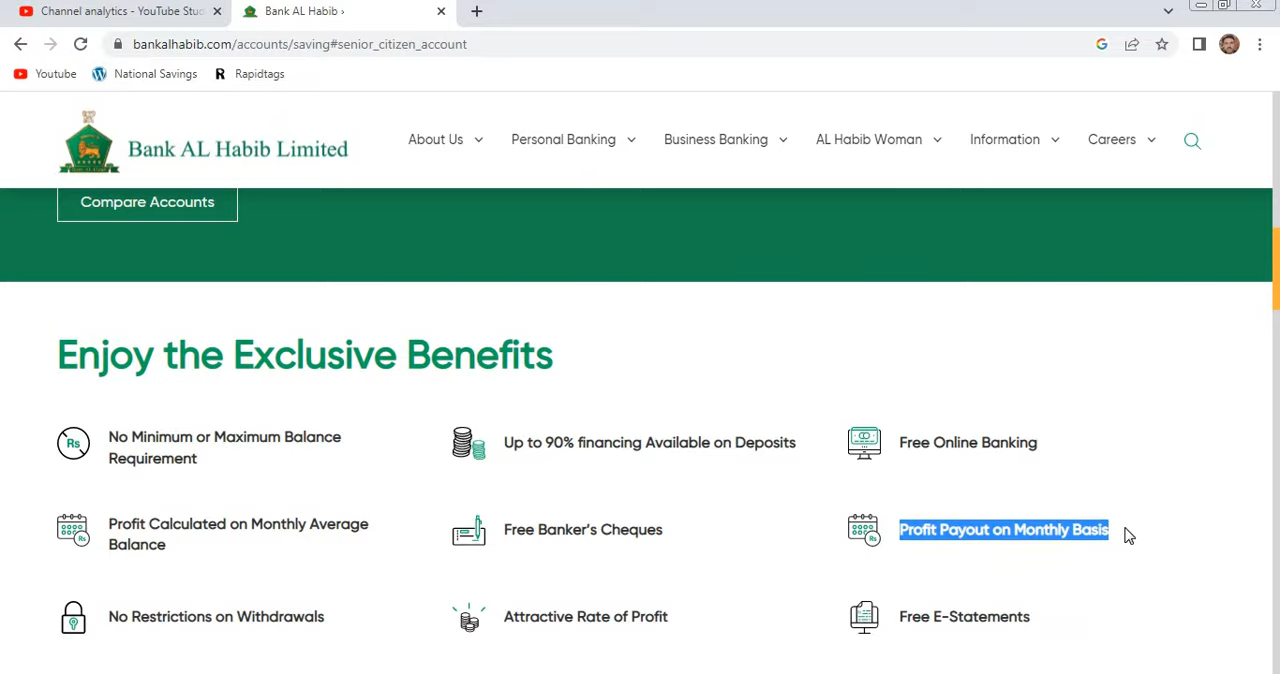 Channel analytics - YouTube Stu
Bank AL Habib ›
bankalhabib.com/accounts/saving#senior_citizen_account
Youtube
National Savings
Rapidtags
Bank AL Habib Limited
About Us
Personal Banking
Business Banking
AL Habib Woman
Information
Careers
Compare Accounts
Enjoy the Exclusive Benefits
Rs
No Minimum or Maximum Balance
Requirement
Up to 90% financing Available on Deposits
Free Online Banking
Profit Calculated on Monthly Average
Balance
Free Banker's Cheques
Profit Payout on Monthly Basis
No Restrictions on Withdrawals
Attractive Rate of Profit
Free E-Statements